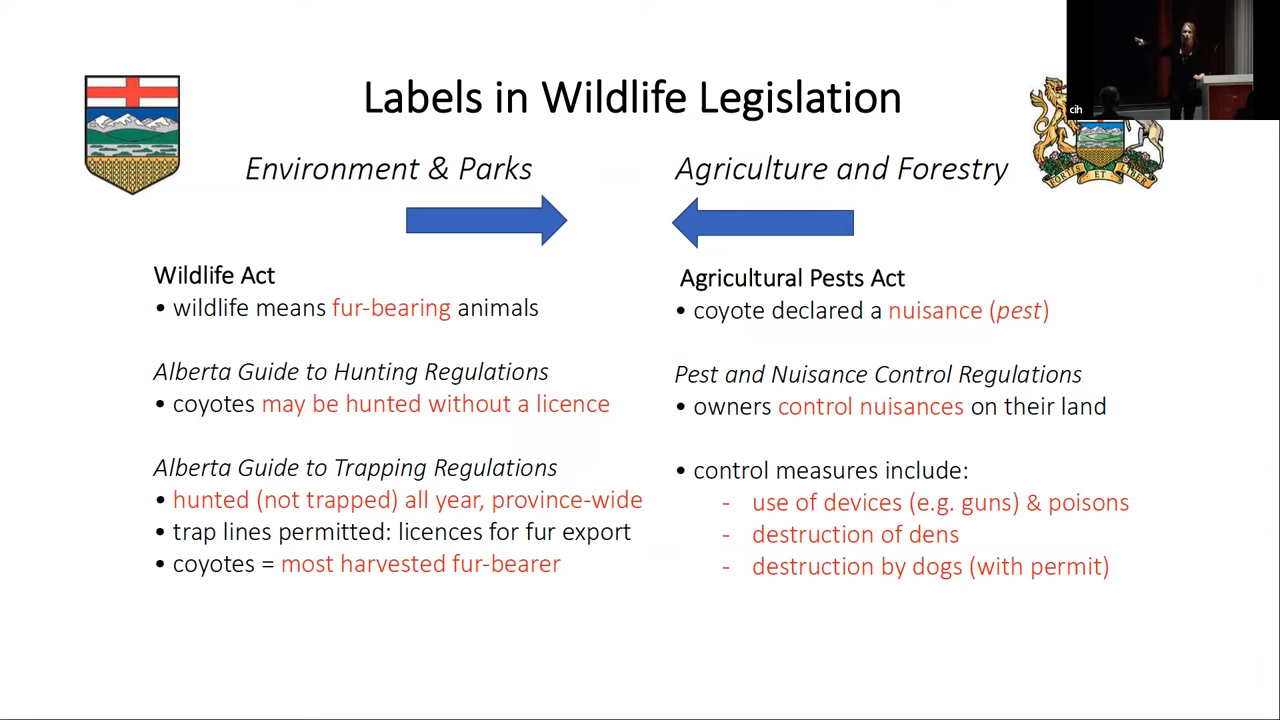 Labels in Wildlife Legislation
cih
Environment & Parks
Agriculture and Forestry
FORTIS ET LIBER
Wildlife Act
• wildlife means fur-bearing animals
Alberta Guide to Hunting Regulations
• coyotes may be hunted without a licence
Alberta Guide to Trapping Regulations
• hunted (not trapped) all year, province-wide
• trap lines permitted: licences for fur export
• coyotes = most harvested fur-bearer
Agricultural Pests Act
• coyote declared a nuisance (pest)
Pest and Nuisance Control Regulations
• owners control nuisances on their land
• control measures include:
- use of devices (e.g. guns) & poisons
- destruction of dens
- destruction by dogs (with permit)